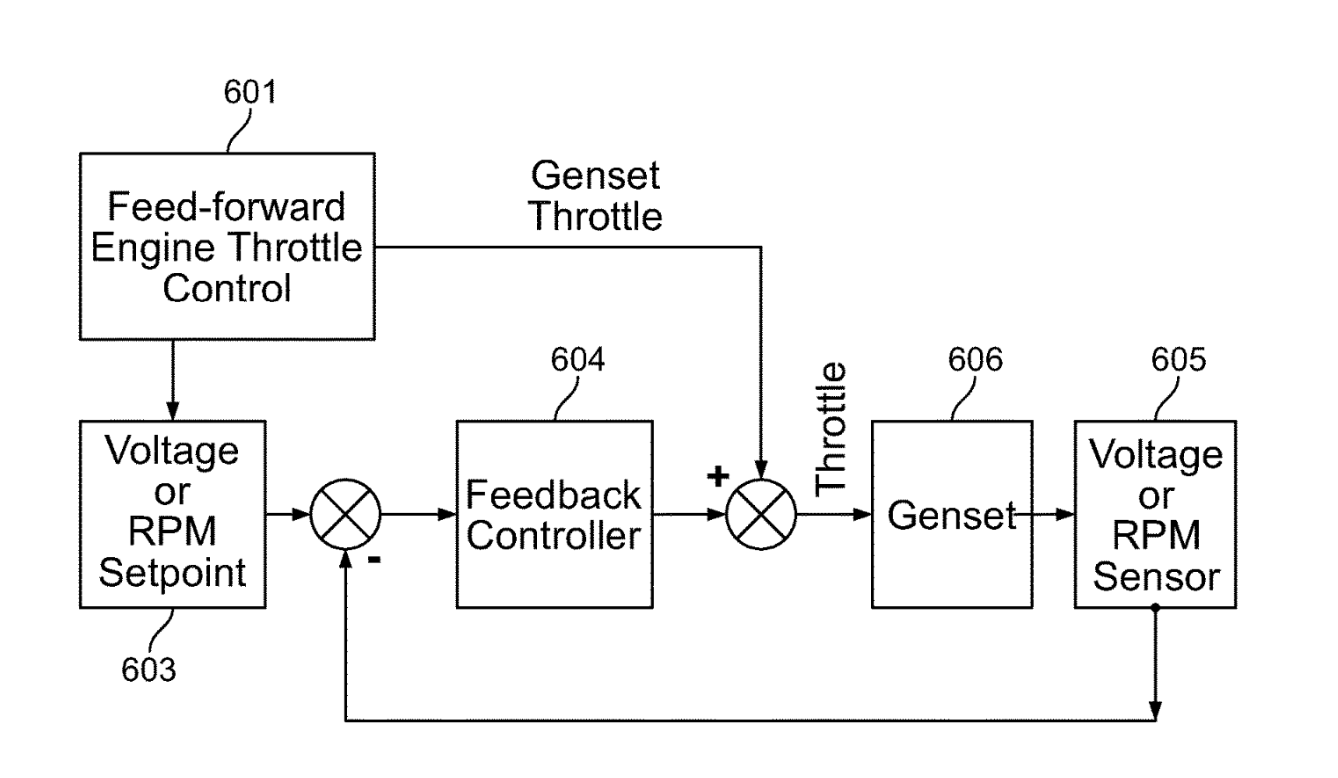 601
Feed-forward
Engine Throttle
Control
Genset
Throttle
604
606
605
Voltage
or
RPM
Setpoint
603
-
Feedback
Controller
+
Throttle
Genset
Voltage
or
RPM
Sensor